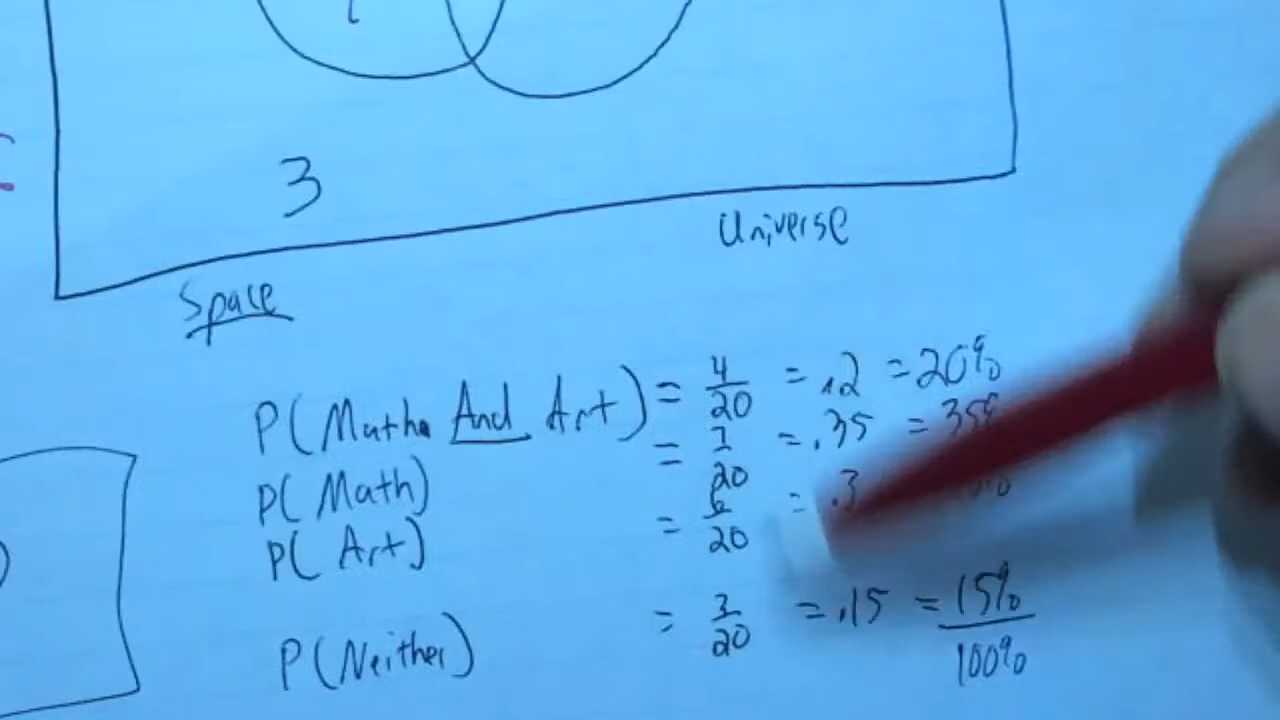 3
Universe
Space
P(Math And Art) = 4/20 = .2 = 20%
P(Math) = 7/20 = .35 = 35%
P(Art) = 6/20 = .3
P(Neither) = 3/20 = .15 = 15%
100%